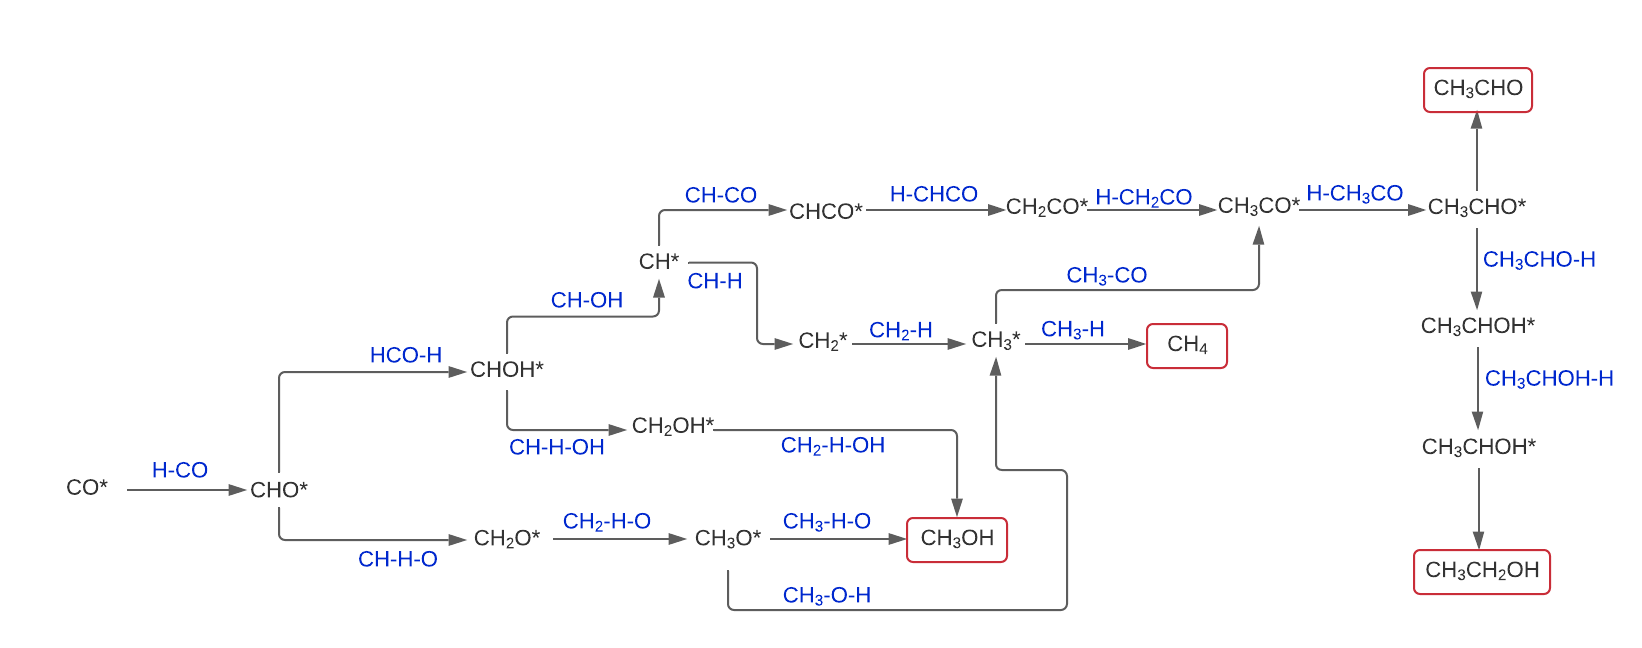 CH₃CHO
CH-CO
H-CHCO
H-CH₂CO
H-CH₃CO
CHCO*
CH₂CO*
CH₃CO*
CH₃CHO*
CH*
CH-H
CH₃-CO
CH₃CHO-H
CH-OH
CH₂*
CH₂-H
CH₃*
CH₃-H
CH₄
CH₃CHOH*
HCO-H
CHOH*
CH₃CHOH-H
CH-H-OH
CH₂OH*
CH₂-H-OH
CH₃CHOH*
CO*
H-CO
CHO*
CH-H-O
CH₂O*
CH₂-H-O
CH₃O*
CH₃-H-O
CH₃OH
CH₃-O-H
CH₃CH₂OH